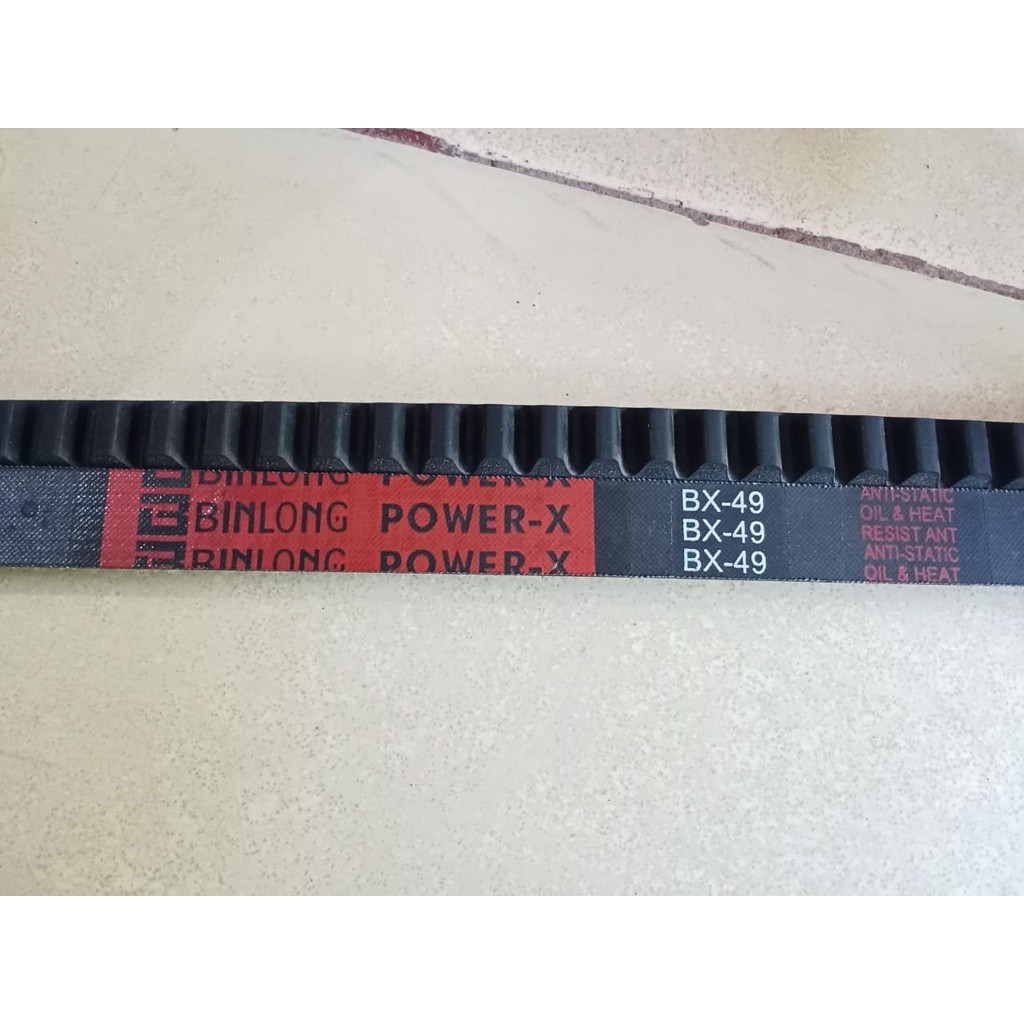 BINLONG POWER-X
BINLONG POWER-X
BINLONG POWER-X
BX-49
BX-49
BX-49
ANTI-STATIC
OIL & HEAT
RESIST ANT
ANTI-STATIC
OIL & HEAT